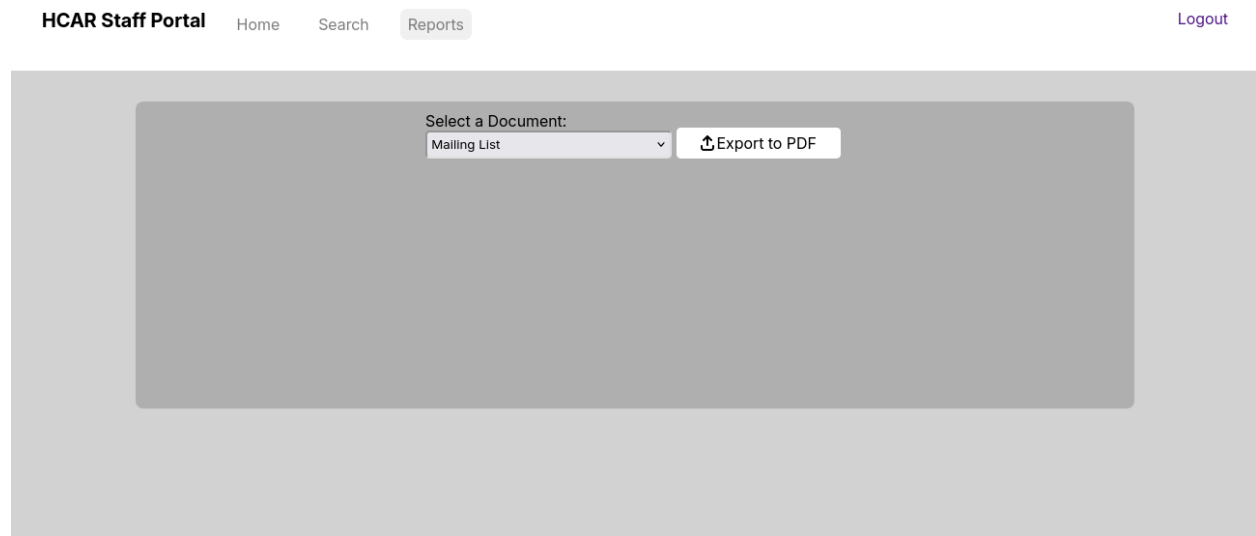 HCAR Staff Portal Home Search Reports Logout
Select a Document:
Mailing List Export to PDF